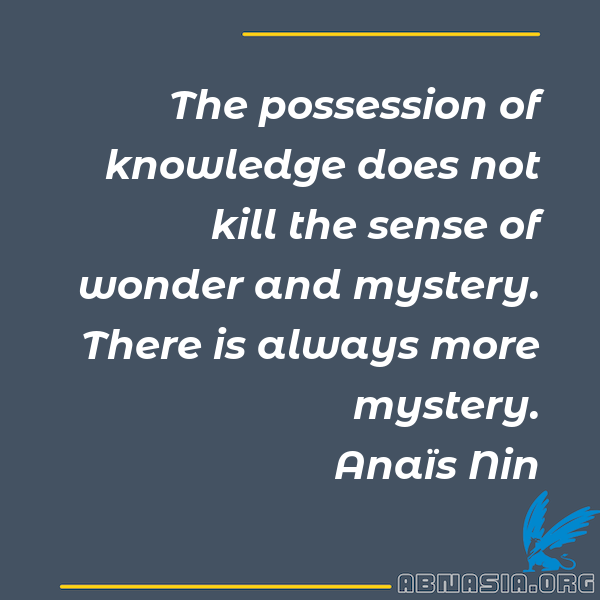 The possession of
knowledge does not
kill the sense of
wonder and mystery.
There is always more
mystery.
Anaïs Nin
ABNASIA.ORG